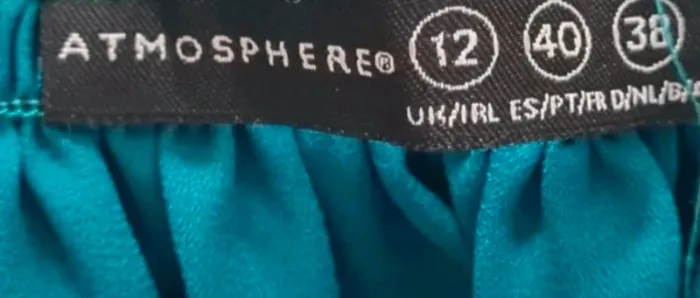 ATMOSPHERE® 12 40 38
UK/IRL ES/PT/FR D/NL/B/